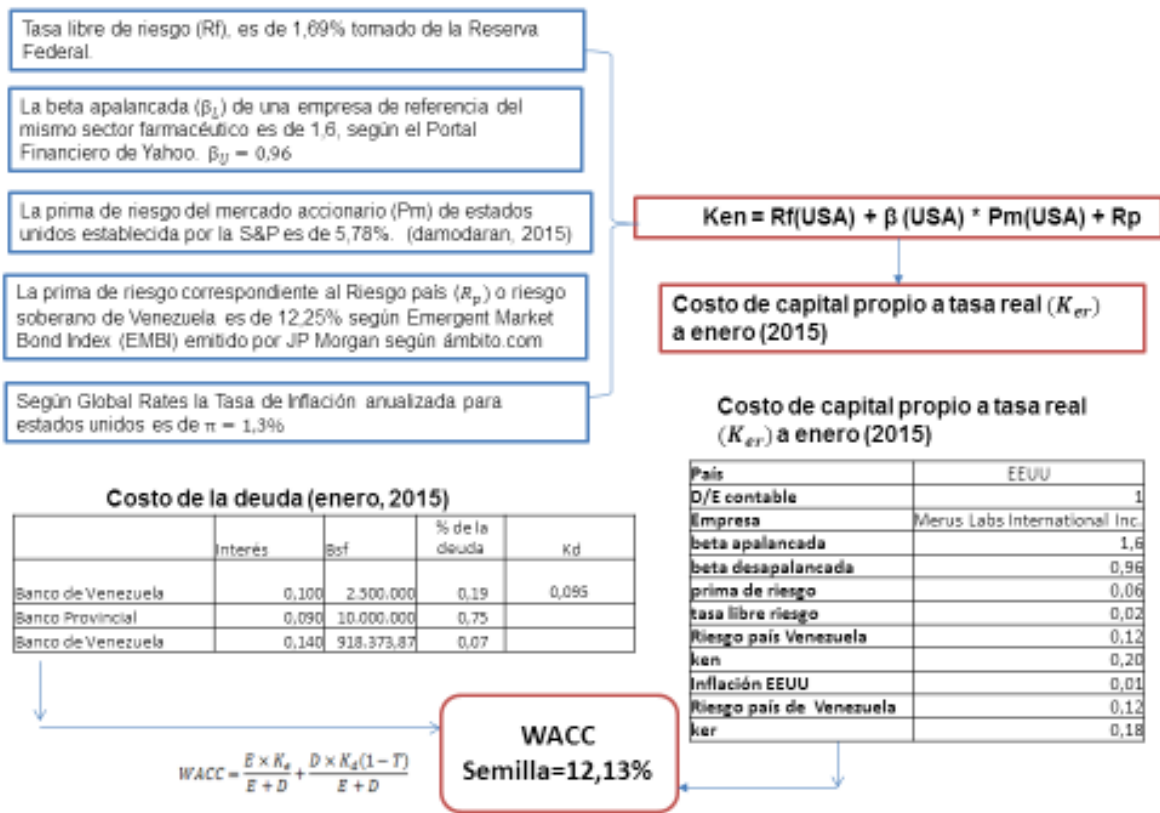 Tasa libre de riesgo (Rf), es de 1,69% tomado de la Reserva
Federal.
La beta apalancada (β_L) de una empresa de referencia del
mismo sector farmacéutico es de 1,6, según el Portal
Financiero de Yahoo. β_U = 0,96
La prima de riesgo del mercado accionario (Pm) de estados
unidos establecida por la S&P es de 5,78%. (damodaran, 2015)
La prima de riesgo correspondiente al Riesgo país (R_p) o riesgo
soberano de Venezuela es de 12,25% según Emergent Market
Bond Index (EMBI) emitido por JP Morgan según ámbito.com
Según Global Rates la Tasa de Inflación anualizada para
estados unidos es de π = 1,3%
Ken = Rf(USA) + β (USA) * Pm(USA) + Rp
Costo de capital propio a tasa real (K_er)
a enero (2015)
Costo de la deuda (enero, 2015)
Interés Bsf % de la deuda Kd
Banco de Venezuela 0,100 2.500.000 0,19 0,095
Banco Provincial 0,090 10.000.000 0,75
Banco de Venezuela 0,140 918.373,87 0,07
Costo de capital propio a tasa real
(K_er) a enero (2015)
País EEUU
D/E contable 1
Empresa Merus Labs International Inc.
beta apalancada 1,6
beta desapalancada 0,96
prima de riesgo 0,06
tasa libre riesgo 0,02
Riesgo país Venezuela 0,12
ken 0,20
Inflación EEUU 0,01
Riesgo país de Venezuela 0,12
ker 0,18
WACC = (E × K_e)/(E + D) + (D × K_d(1 − T))/(E + D)
WACC
Semilla=12,13%